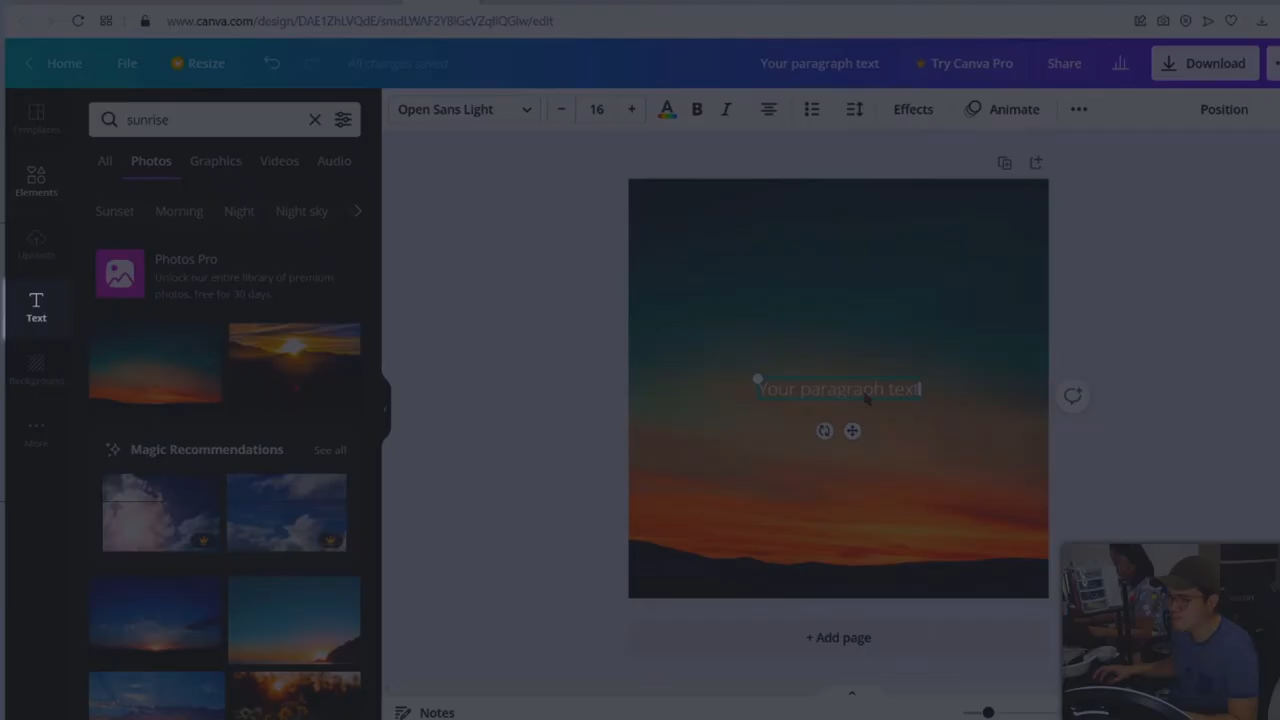 www.canva.com/design/DAE1ZhLVQdE/smdLWAF2Y8lGcVZqllQGlw/edit
Home File Resize All changes saved Your paragraph text Try Canva Pro Share Download
Templates
Elements
Uploads
Text
Background
More
sunrise
All Photos Graphics Videos Audio
Sunset Morning Night Night sky
Photos Pro
Unlock our entire library of premium
photos, free for 30 days.
Magic Recommendations See all
Open Sans Light 16 A B I Effects Animate Position
Your paragraph text
+ Add page
Notes